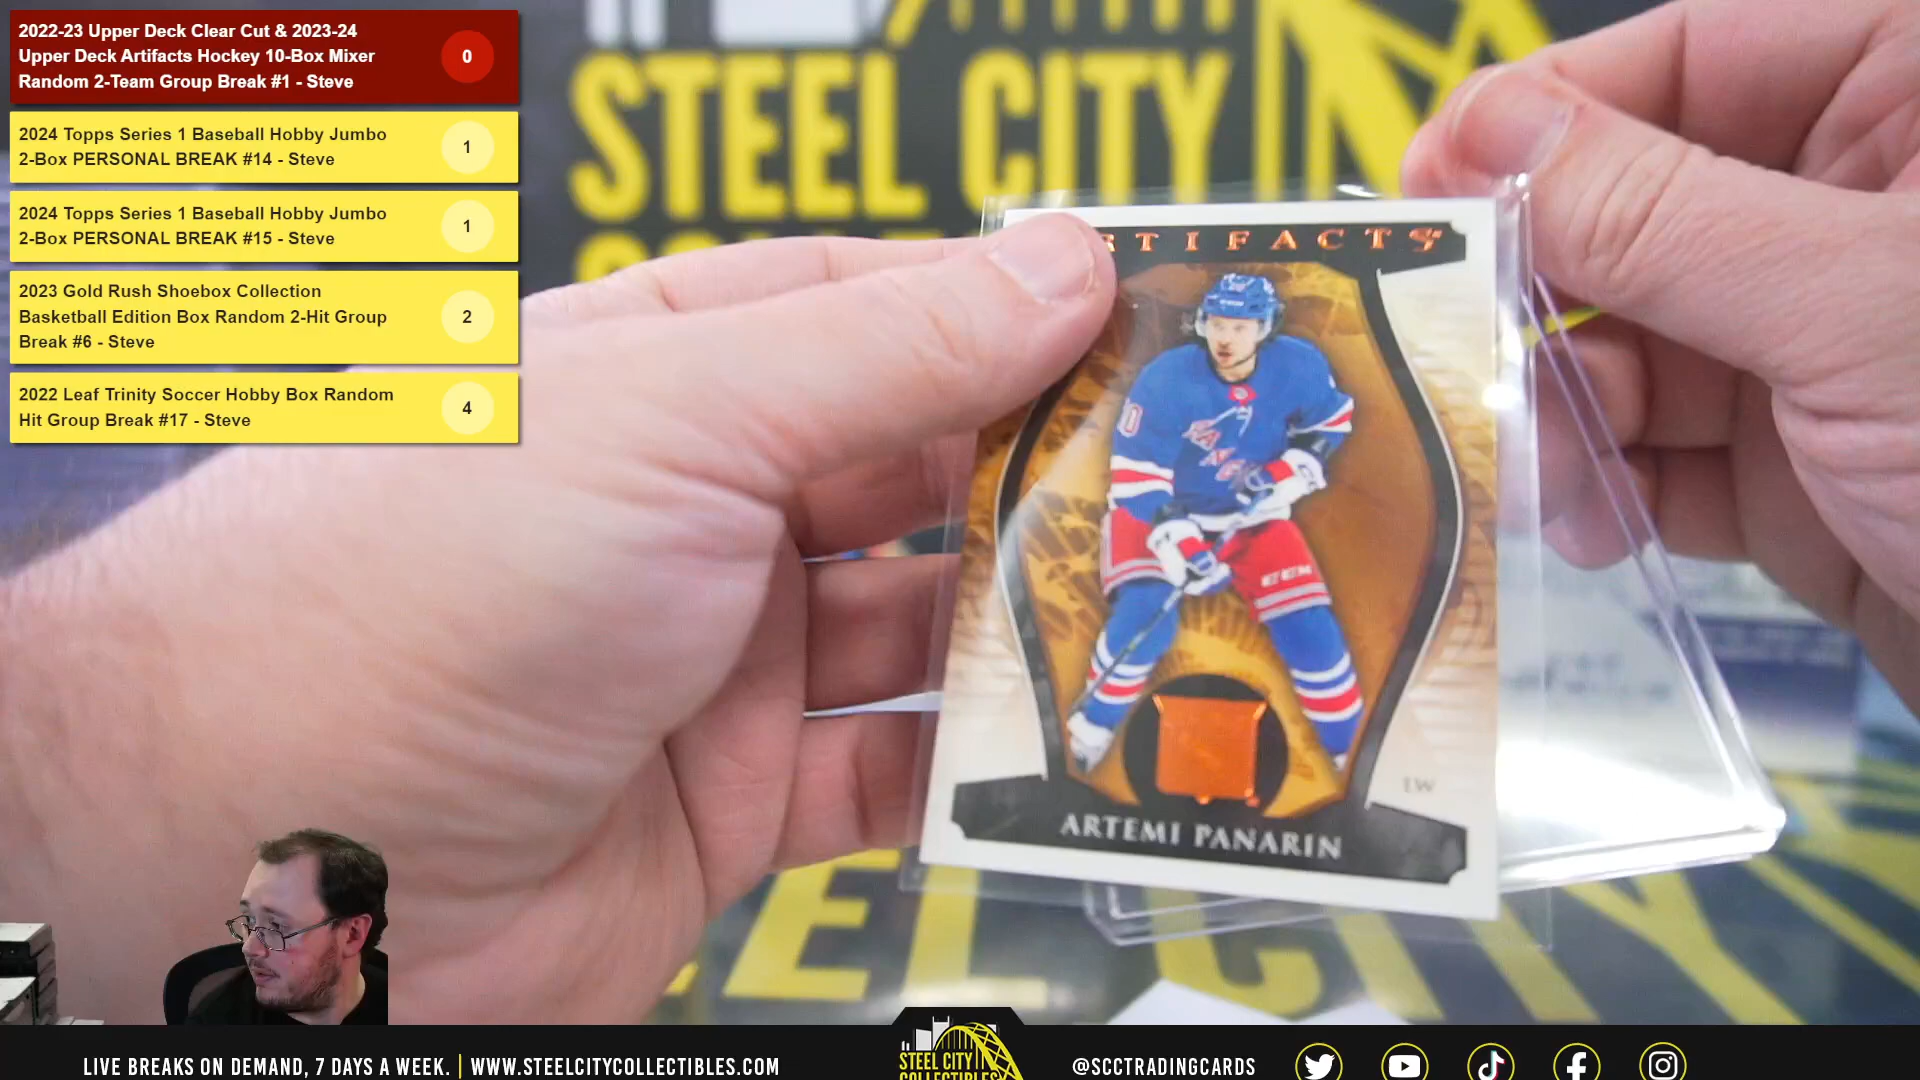 2022-23 Upper Deck Clear Cut & 2023-24
Upper Deck Artifacts Hockey 10-Box Mixer
Random 2-Team Group Break #1 - Steve
0
2024 Topps Series 1 Baseball Hobby Jumbo
2-Box PERSONAL BREAK #14 - Steve
1
2024 Topps Series 1 Baseball Hobby Jumbo
2-Box PERSONAL BREAK #15 - Steve
1
2023 Gold Rush Shoebox Collection
Basketball Edition Box Random 2-Hit Group
Break #6 - Steve
2
2022 Leaf Trinity Soccer Hobby Box Random
Hit Group Break #17 - Steve
4
STEEL CITY
RTIFACTS
CCM
LW
ARTEMI PANARIN
EEL CITY
LIVE BREAKS ON DEMAND, 7 DAYS A WEEK. | WWW.STEELCITYCOLLECTIBLES.COM
STEEL CITY
COLLECTIBLES
@SCCTRADINGCARDS